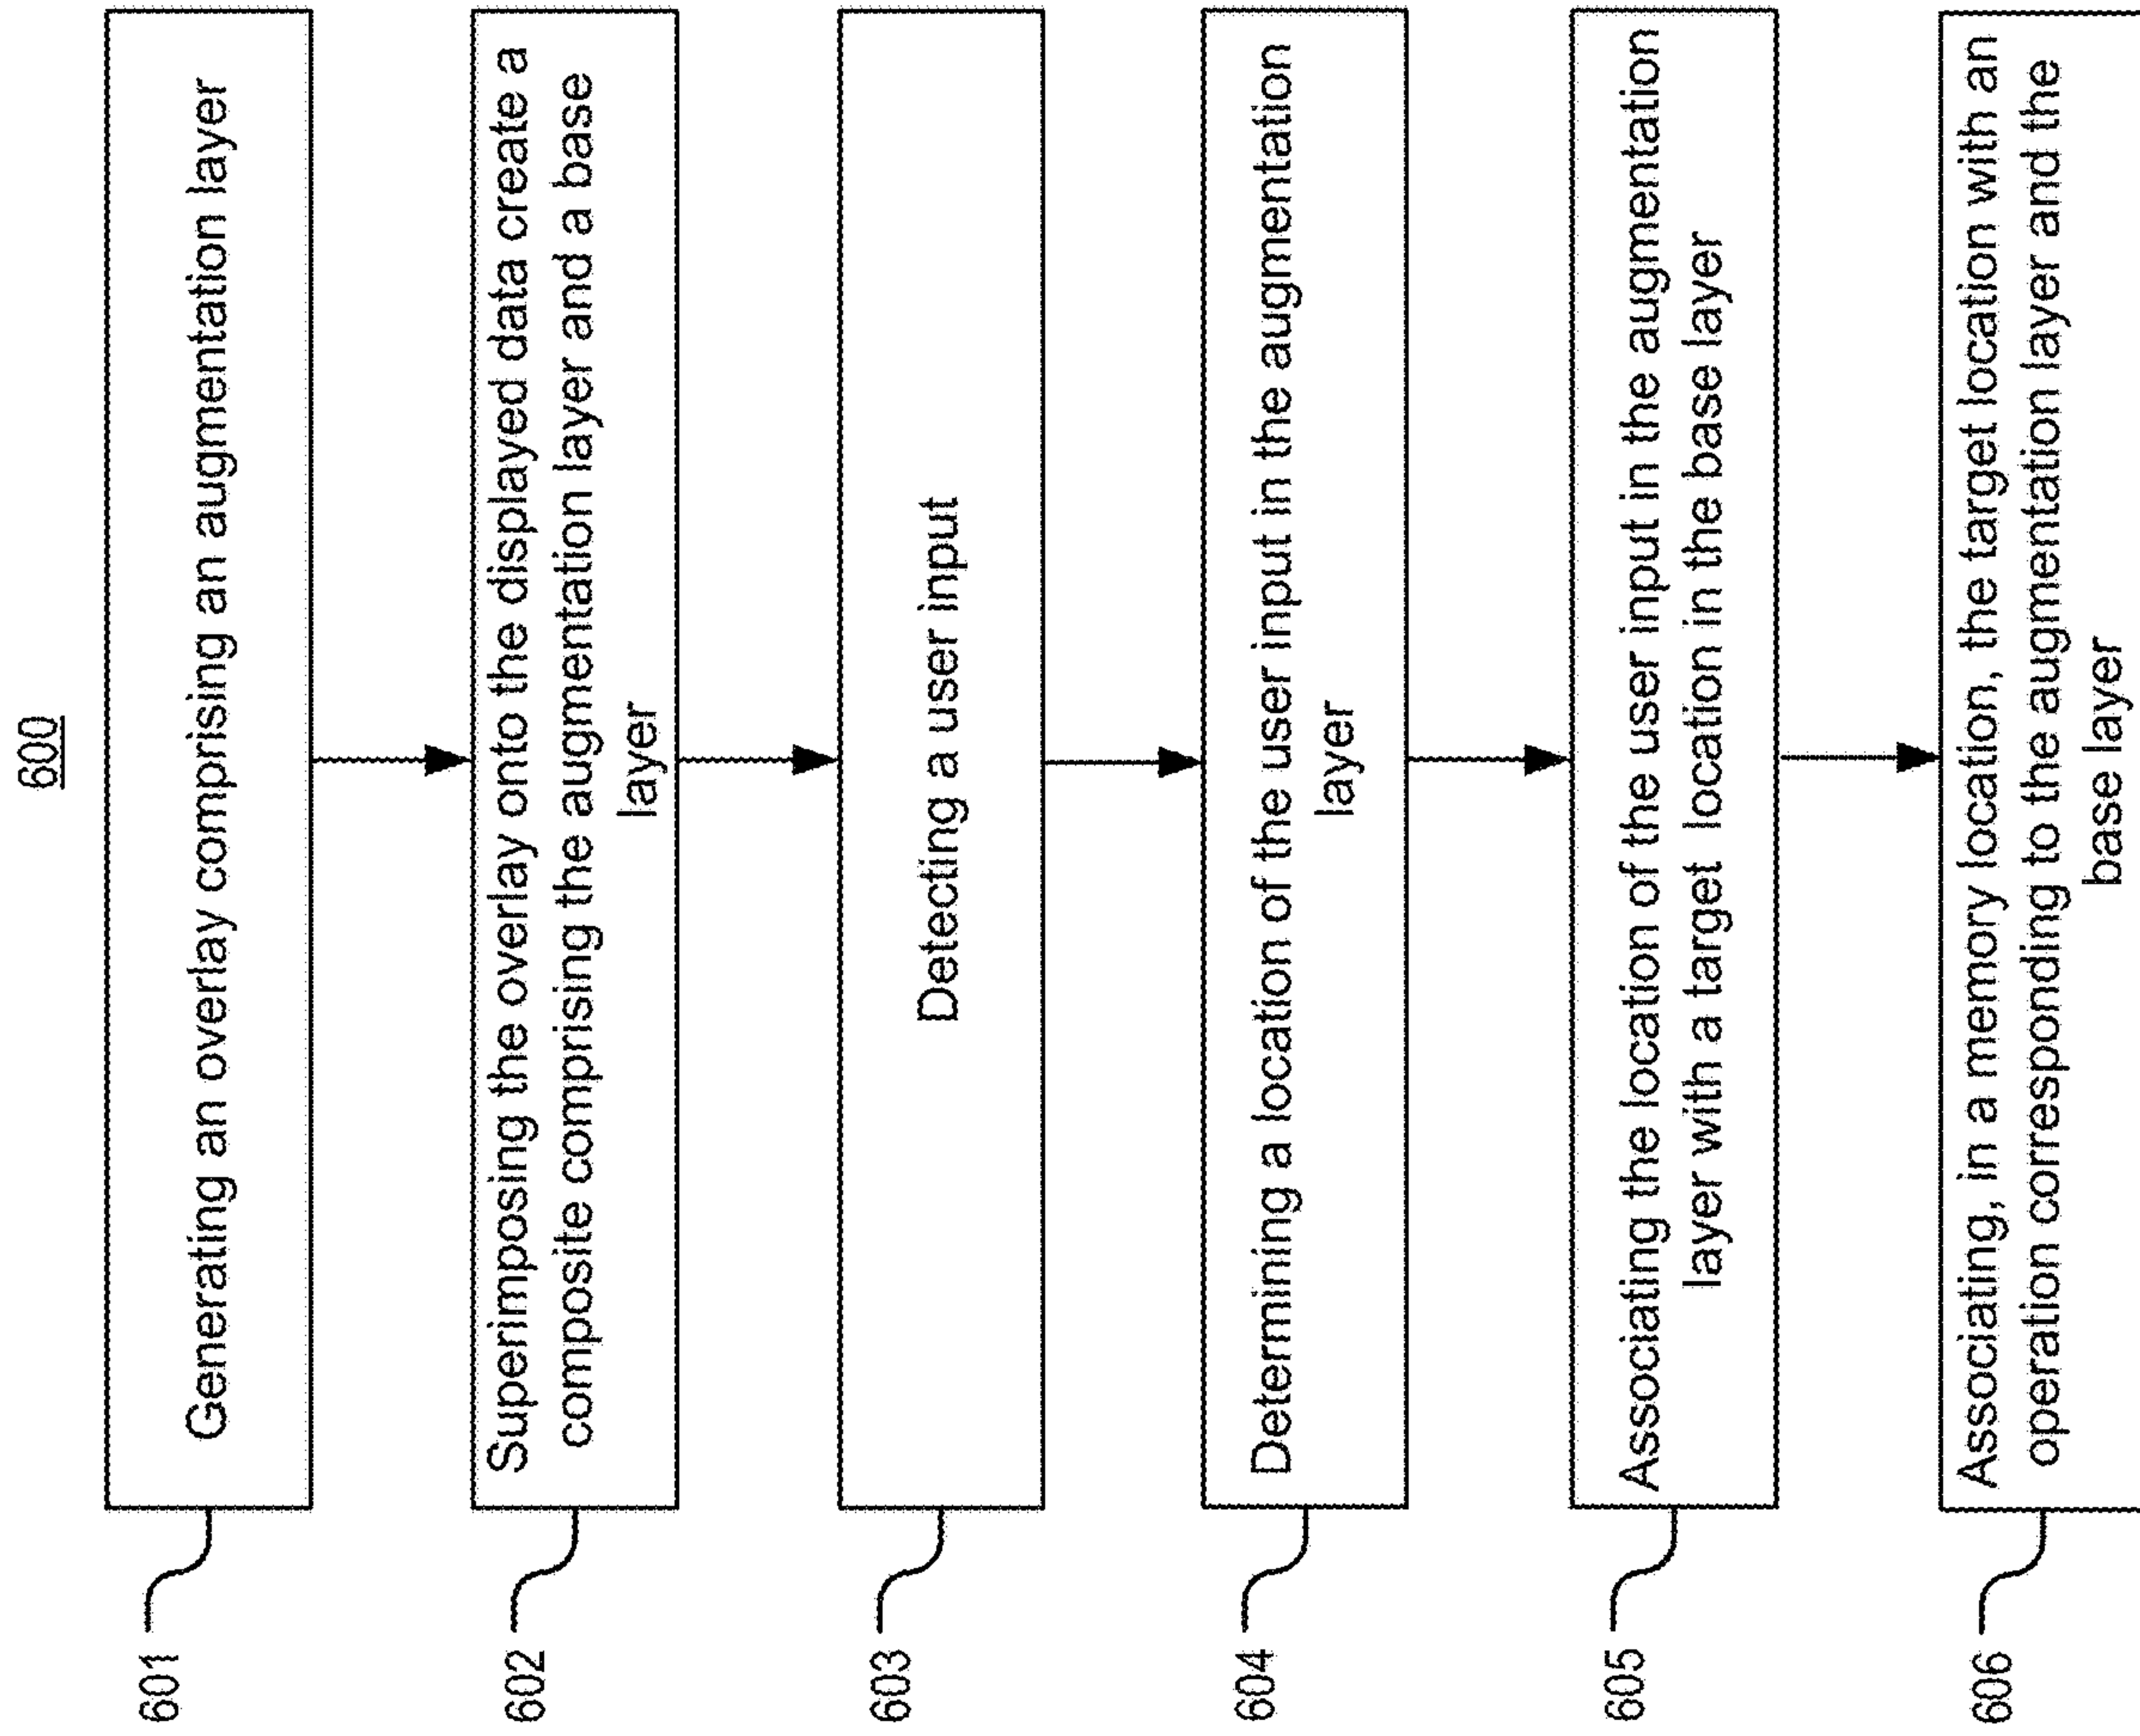 600
601
Generating an overlay comprising an augmentation layer
602
Superimposing the overlay onto the displayed data create a
composite comprising the augmentation layer and a base
layer
603
Detecting a user input
604
Determining a location of the user input in the augmentation
layer
605
Associating the location of the user input in the augmentation
layer with a target location in the base layer
606
Associating, in a memory location, the target location with an
operation corresponding to the augmentation layer and the
base layer